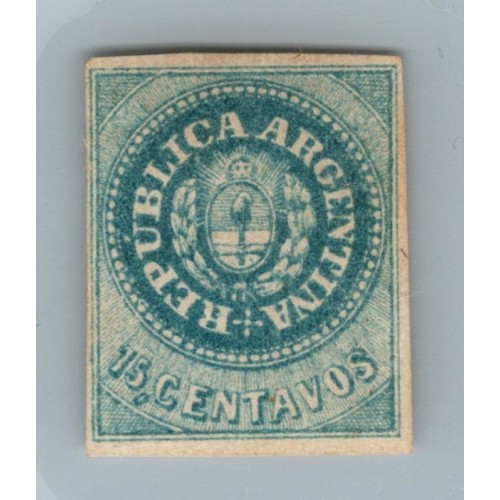 REPUBLICA ARGENTINA
15, CENTAVOS